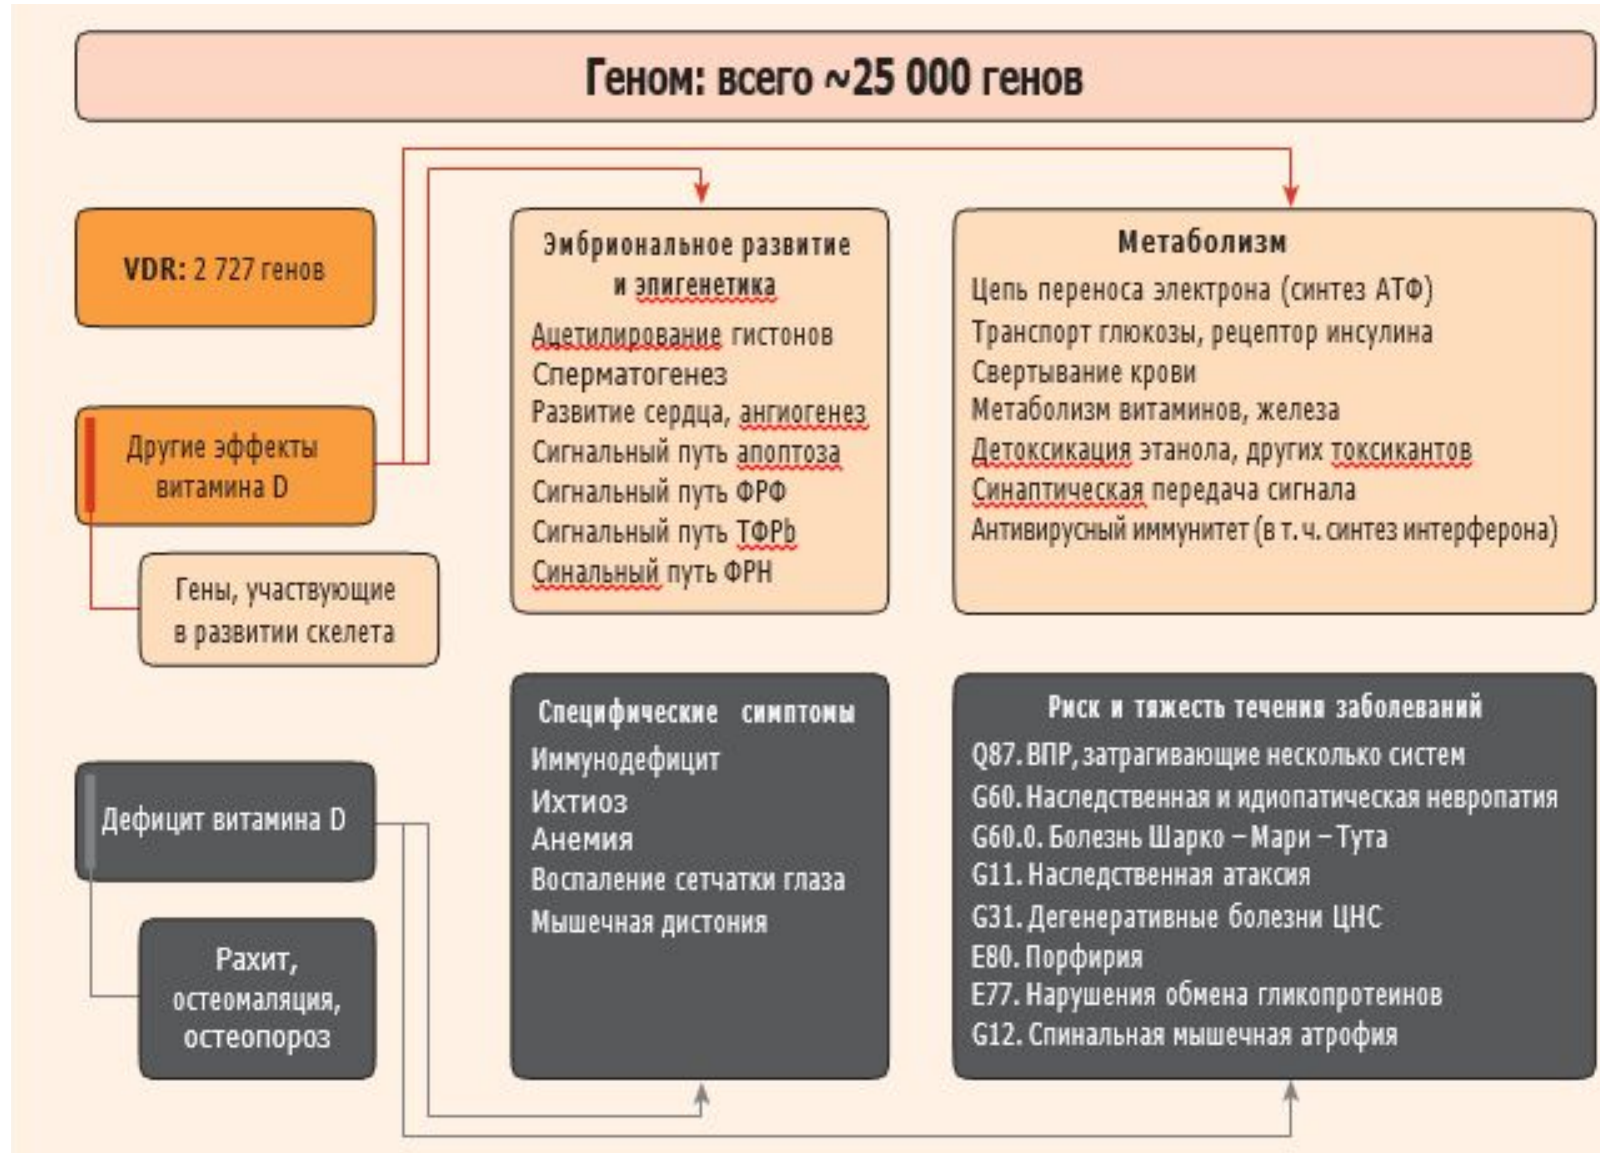 Геном: всего ~25 000 генов
VDR: 2 727 генов
Другие эффекты
витамина D
Гены, участвующие
в развитии скелета
Эмбриональное развитие
и эпигенетика
Ацетилирование гистонов
Сперматогенез
Развитие сердца, ангиогенез
Сигнальный путь апоптоза
Сигнальный путь ФРФ
Сигнальный путь ТФРb
Синальный путь ФРН
Метаболизм
Цепь переноса электрона (синтез АТФ)
Транспорт глюкозы, рецептор инсулина
Свертывание крови
Метаболизм витаминов, железа
Детоксикация этанола, других токсикантов
Синаптическая передача сигнала
Антивирусный иммунитет (в т. ч. синтез интерферона)
Дефицит витамина D
Рахит,
остеомаляция,
остеопороз
Специфические симптомы
Иммунодефицит
Ихтиоз
Анемия
Воспаление сетчатки глаза
Мышечная дистония
Риск и тяжесть течения заболеваний
Q87. ВПР, затрагивающие несколько систем
G60. Наследственная и идиопатическая невропатия
G60.0. Болезнь Шарко – Мари – Тута
G11. Наследственная атаксия
G31. Дегенеративные болезни ЦНС
E80. Порфирия
E77. Нарушения обмена гликопротеинов
G12. Спинальная мышечная атрофия